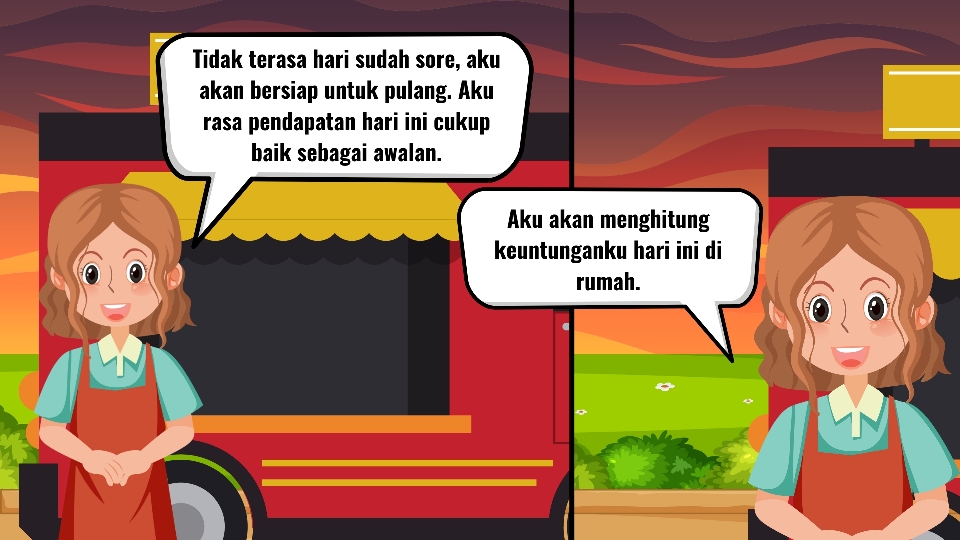 Tidak terasa hari sudah sore, aku
akan bersiap untuk pulang. Aku
rasa pendapatan hari ini cukup
baik sebagai awalan.
Aku akan menghitung
keuntunganku hari ini di
rumah.